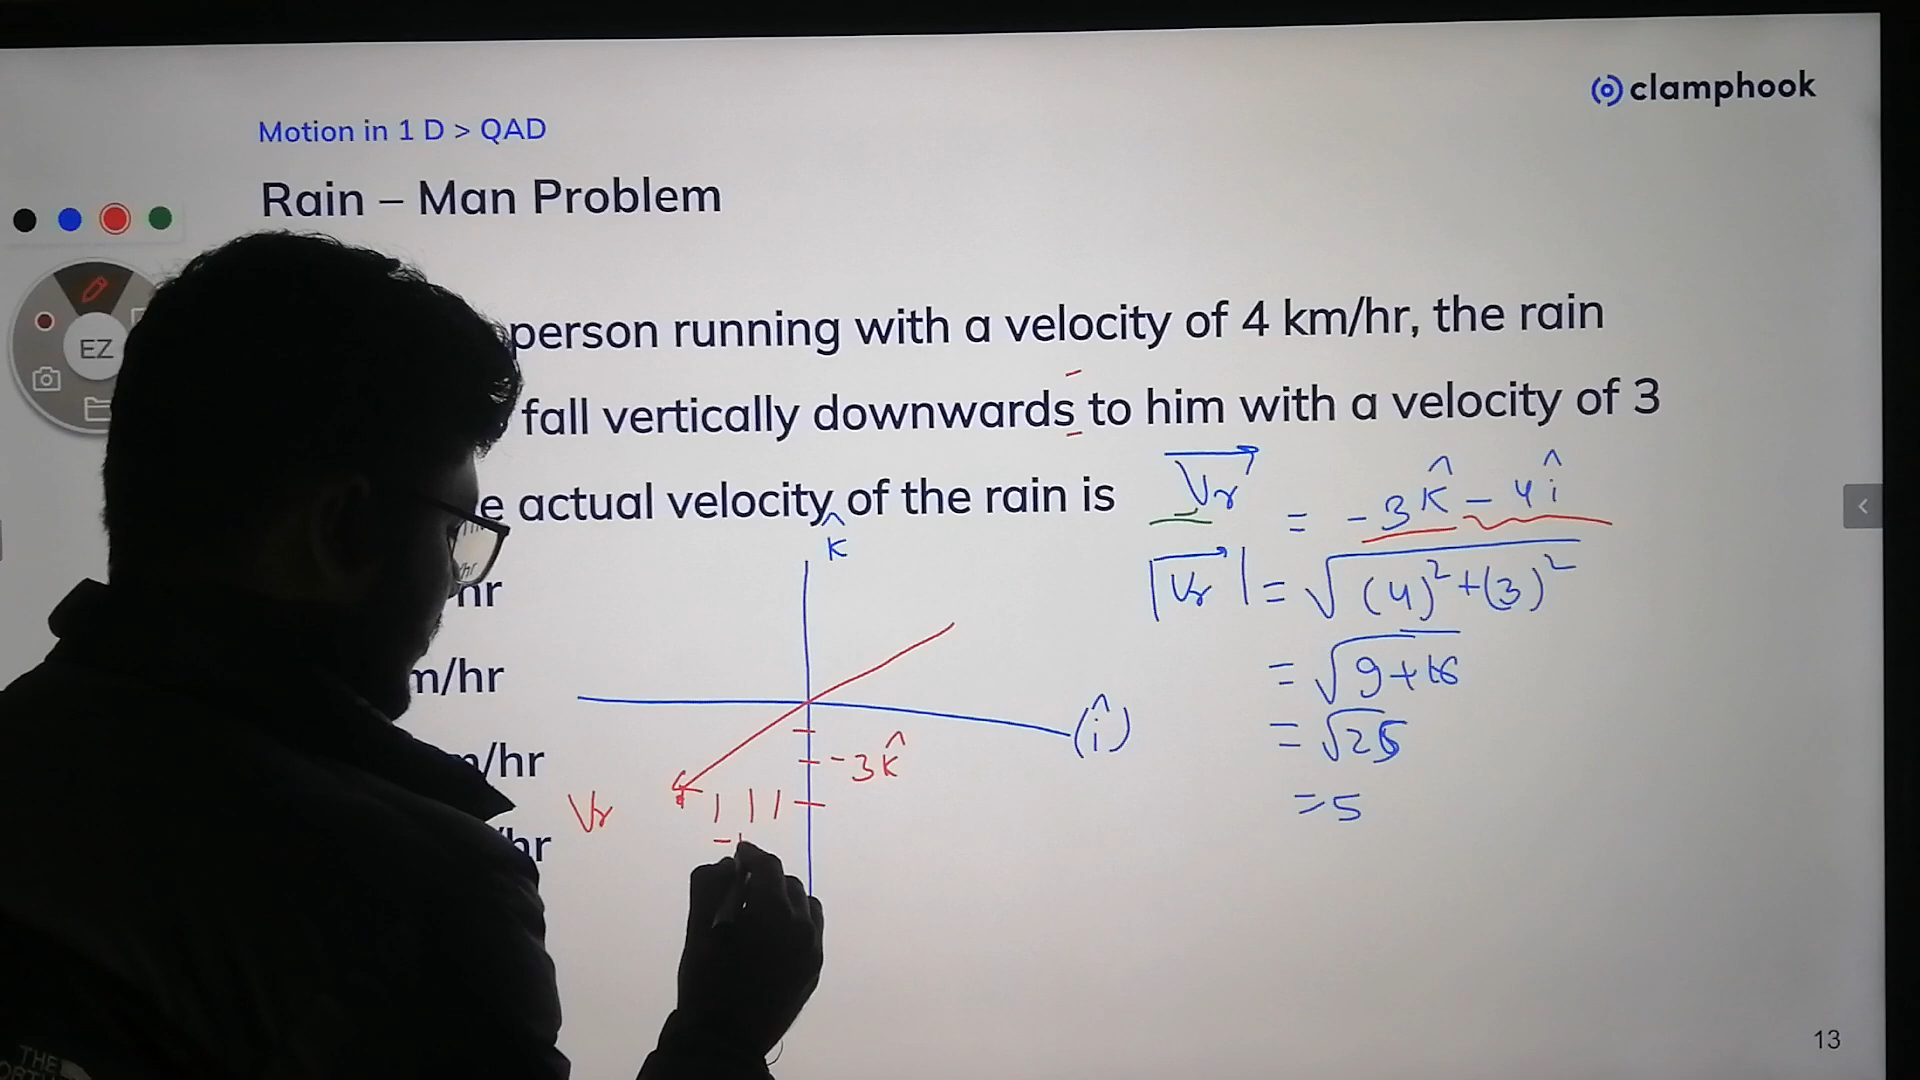 clamphook
Motion in 1 D > QAD
Rain – Man Problem
EZ
person running with a velocity of 4 km/hr, the rain
fall vertically downwards to him with a velocity of 3
e actual velocity of the rain is
Vr = -3k̂ - 4î
k̂
|Vr| = √(4)²+(3)²
hr
= √9+16
m/hr
(î)
= √25
-3k̂
m/hr
= 5
Vr
/hr
13
THE